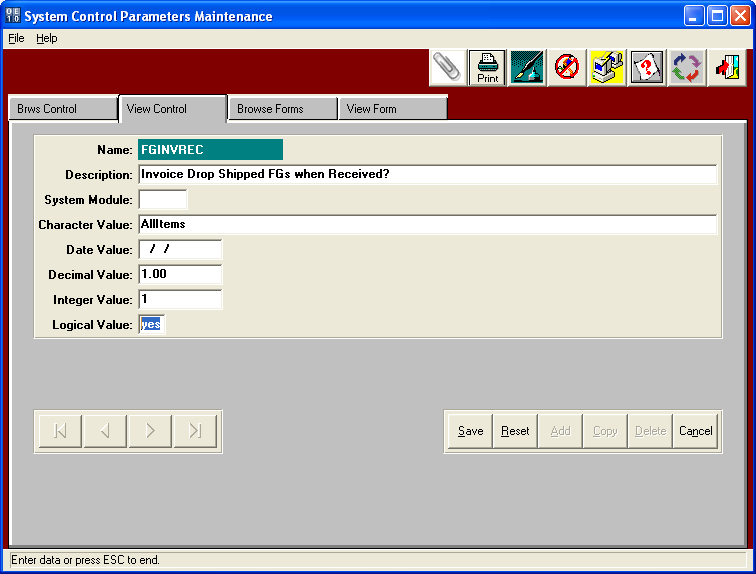 System Control Parameters Maintenance
File Help
Print
Brws Control View Control Browse Forms View Form
Name: FGINVREC
Description: Invoice Drop Shipped FGs when Received?
System Module:
Character Value: AllItems
Date Value: / /
Decimal Value: 1.00
Integer Value: 1
Logical Value: yes
Save Reset Add Copy Delete Cancel
Enter data or press ESC to end.